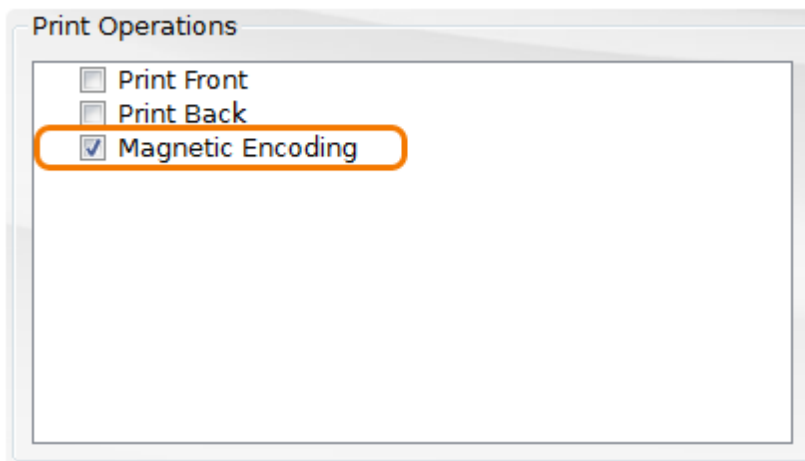 Print Operations
Print Front
Print Back
Magnetic Encoding